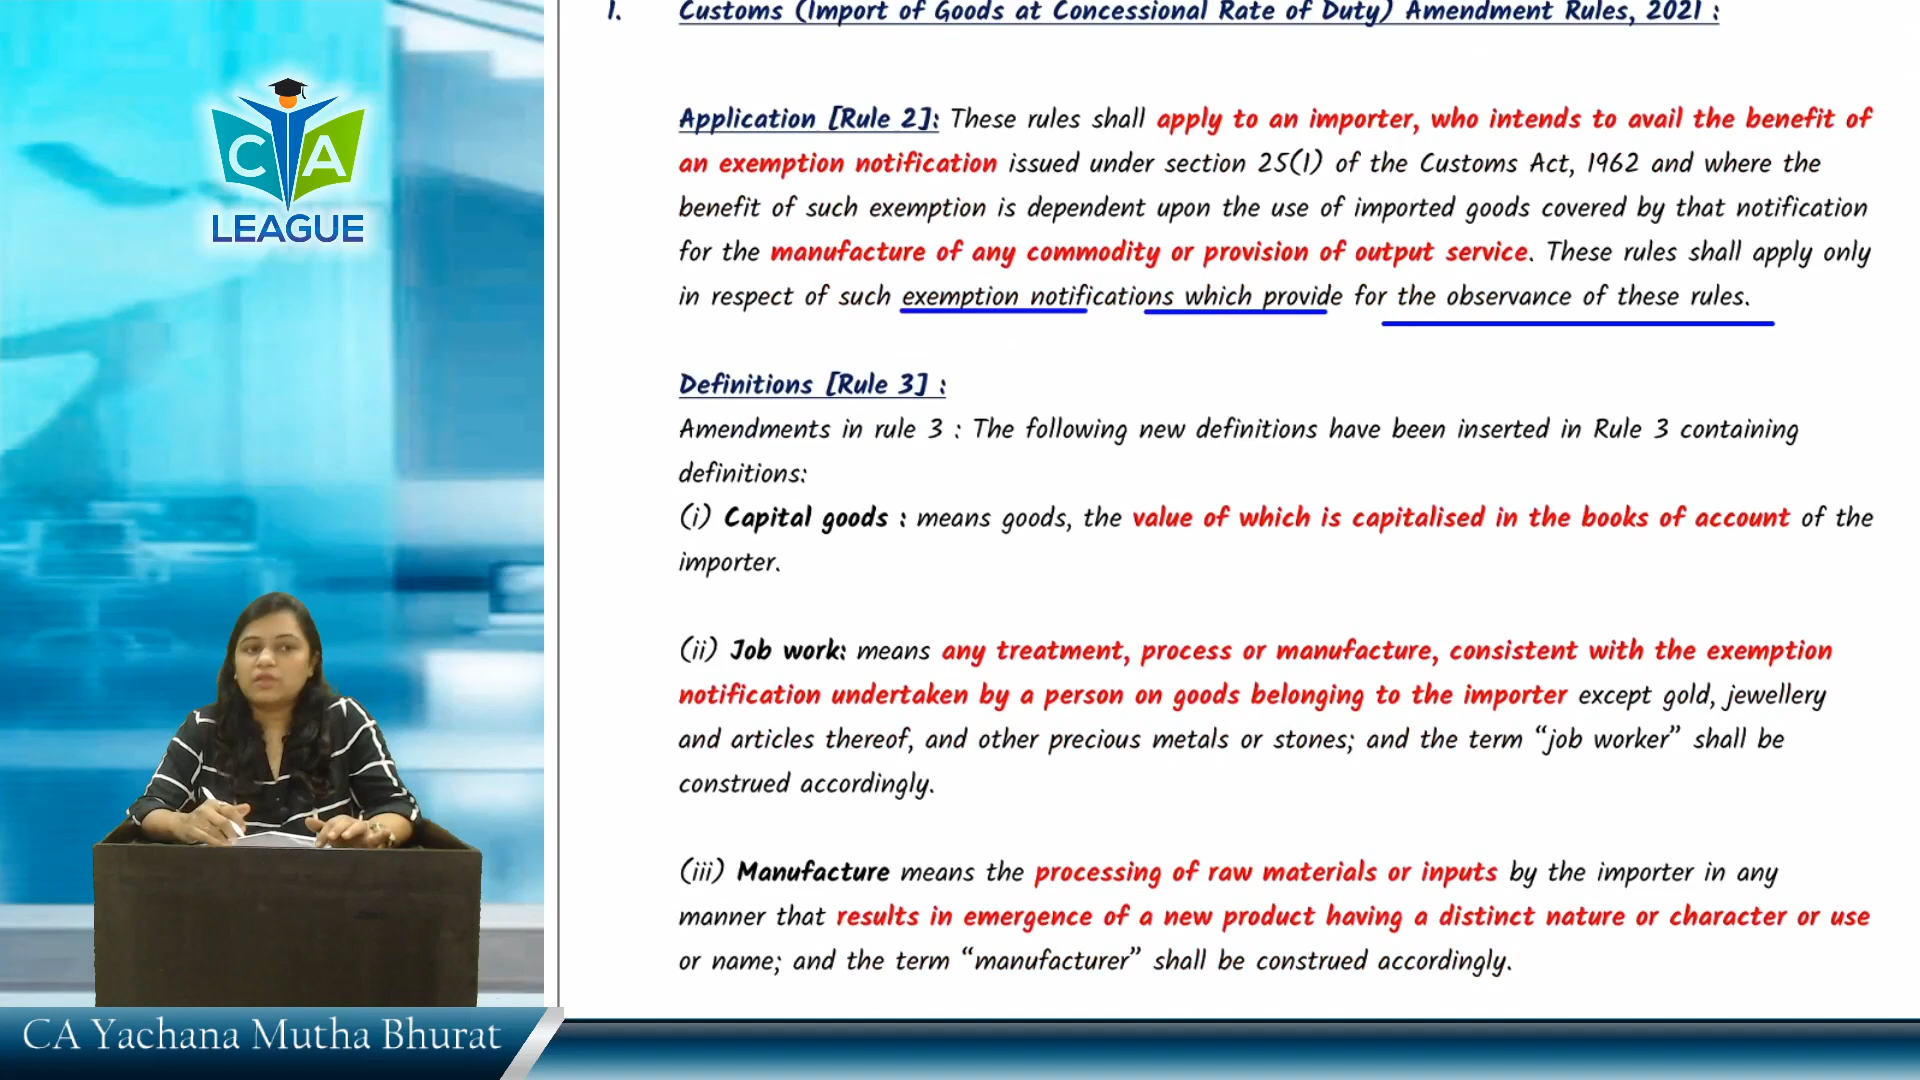 CA
LEAGUE
1. Customs (Import of Goods at Concessional Rate of Duty) Amendment Rules, 2021 :
Application [Rule 2]: These rules shall apply to an importer, who intends to avail the benefit of
an exemption notification issued under section 25(1) of the Customs Act, 1962 and where the
benefit of such exemption is dependent upon the use of imported goods covered by that notification
for the manufacture of any commodity or provision of output service. These rules shall apply only
in respect of such exemption notifications which provide for the observance of these rules.
Definitions [Rule 3] :
Amendments in rule 3 : The following new definitions have been inserted in Rule 3 containing
definitions:
(i) Capital goods : means goods, the value of which is capitalised in the books of account of the
importer.
(ii) Job work: means any treatment, process or manufacture, consistent with the exemption
notification undertaken by a person on goods belonging to the importer except gold, jewellery
and articles thereof, and other precious metals or stones; and the term “job worker” shall be
construed accordingly.
(iii) Manufacture means the processing of raw materials or inputs by the importer in any
manner that results in emergence of a new product having a distinct nature or character or use
or name; and the term “manufacturer” shall be construed accordingly.
CA Yachana Mutha Bhurat